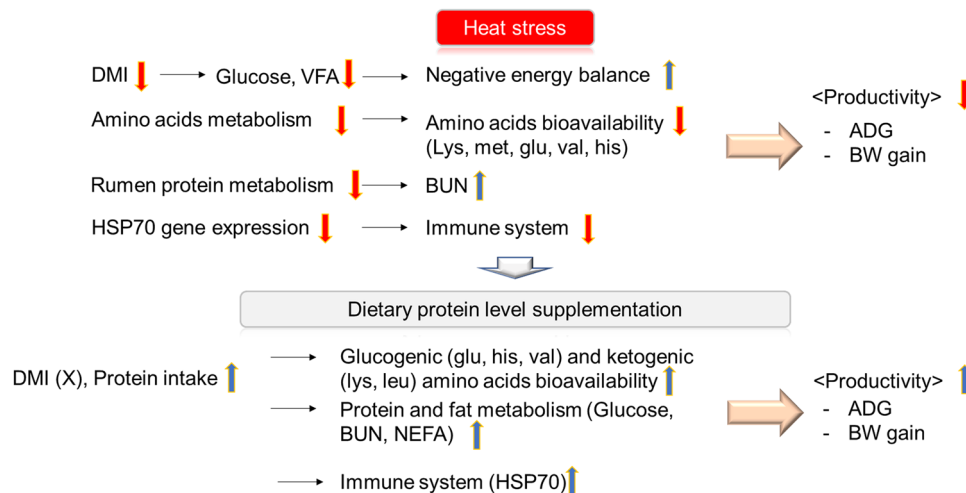 Heat stress
DMI
Glucose, VFA
Negative energy balance
Amino acids metabolism
Amino acids bioavailability
(Lys, met, glu, val, his)
Rumen protein metabolism
BUN
HSP70 gene expression
Immune system
<Productivity>
- ADG
- BW gain
Dietary protein level supplementation
DMI (X), Protein intake
Glucogenic (glu, his, val) and ketogenic
(lys, leu) amino acids bioavailability
Protein and fat metabolism (Glucose,
BUN, NEFA)
Immune system (HSP70)
<Productivity>
- ADG
- BW gain